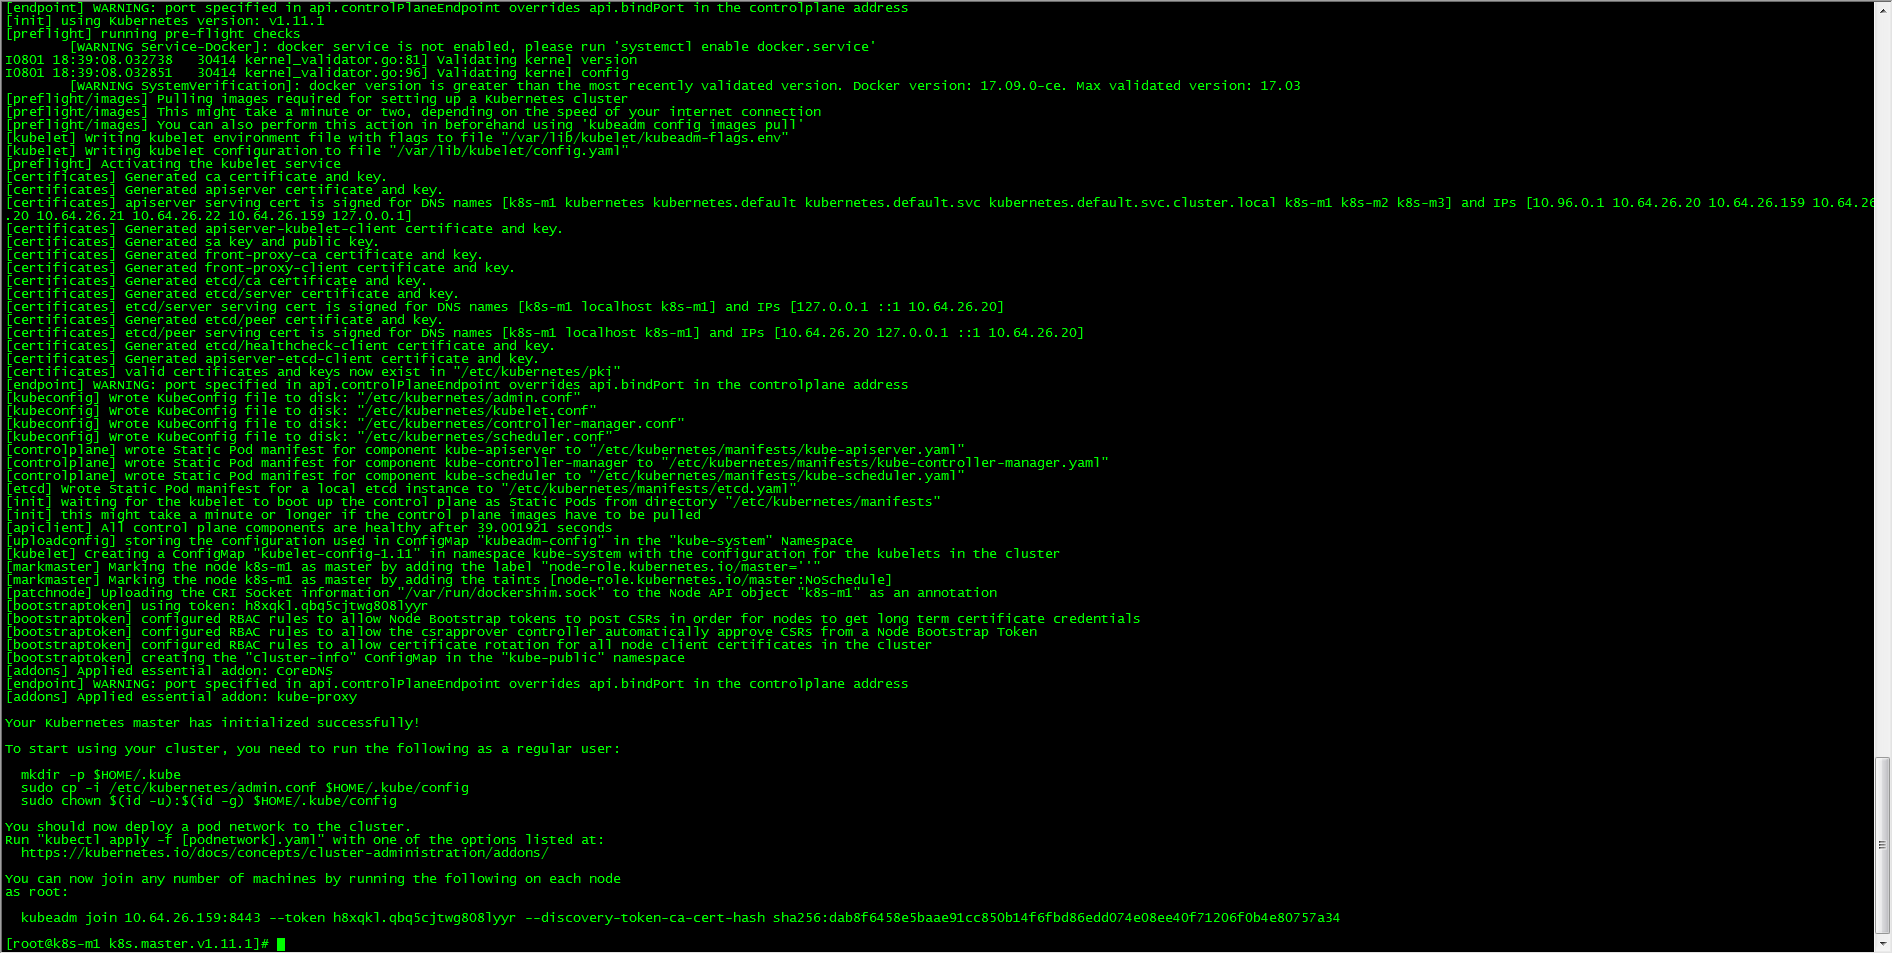 [endpoint] WARNING: port specified in api.controlPlaneEndpoint overrides api.bindPort in the controlplane address
[init] using Kubernetes version: v1.11.1
[preflight] running pre-flight checks
        [WARNING Service-Docker]: docker service is not enabled, please run 'systemctl enable docker.service'
I0801 18:39:08.032738   30414 kernel_validator.go:81] Validating kernel version
I0801 18:39:08.032851   30414 kernel_validator.go:96] Validating kernel config
        [WARNING SystemVerification]: docker version is greater than the most recently validated version. Docker version: 17.09.0-ce. Max validated version: 17.03
[preflight/images] Pulling images required for setting up a Kubernetes cluster
[preflight/images] This might take a minute or two, depending on the speed of your internet connection
[preflight/images] You can also perform this action in beforehand using 'kubeadm config images pull'
[kubelet] Writing kubelet environment file with flags to file "/var/lib/kubelet/kubeadm-flags.env"
[kubelet] Writing kubelet configuration to file "/var/lib/kubelet/config.yaml"
[preflight] Activating the kubelet service
[certificates] Generated ca certificate and key.
[certificates] Generated apiserver certificate and key.
[certificates] apiserver serving cert is signed for DNS names [k8s-m1 kubernetes kubernetes.default kubernetes.default.svc kubernetes.default.svc.cluster.local k8s-m1 k8s-m2 k8s-m3] and IPs [10.96.0.1 10.64.26.20 10.64.26.159 10.64.26
.20 10.64.26.21 10.64.26.22 10.64.26.159 127.0.0.1]
[certificates] Generated apiserver-kubelet-client certificate and key.
[certificates] Generated sa key and public key.
[certificates] Generated front-proxy-ca certificate and key.
[certificates] Generated front-proxy-client certificate and key.
[certificates] Generated etcd/ca certificate and key.
[certificates] Generated etcd/server certificate and key.
[certificates] etcd/server serving cert is signed for DNS names [k8s-m1 localhost k8s-m1] and IPs [127.0.0.1 ::1 10.64.26.20]
[certificates] Generated etcd/peer certificate and key.
[certificates] etcd/peer serving cert is signed for DNS names [k8s-m1 localhost k8s-m1] and IPs [10.64.26.20 127.0.0.1 ::1 10.64.26.20]
[certificates] Generated etcd/healthcheck-client certificate and key.
[certificates] Generated apiserver-etcd-client certificate and key.
[certificates] valid certificates and keys now exist in "/etc/kubernetes/pki"
[endpoint] WARNING: port specified in api.controlPlaneEndpoint overrides api.bindPort in the controlplane address
[kubeconfig] Wrote KubeConfig file to disk: "/etc/kubernetes/admin.conf"
[kubeconfig] Wrote KubeConfig file to disk: "/etc/kubernetes/kubelet.conf"
[kubeconfig] Wrote KubeConfig file to disk: "/etc/kubernetes/controller-manager.conf"
[kubeconfig] Wrote KubeConfig file to disk: "/etc/kubernetes/scheduler.conf"
[controlplane] wrote Static Pod manifest for component kube-apiserver to "/etc/kubernetes/manifests/kube-apiserver.yaml"
[controlplane] wrote Static Pod manifest for component kube-controller-manager to "/etc/kubernetes/manifests/kube-controller-manager.yaml"
[controlplane] wrote Static Pod manifest for component kube-scheduler to "/etc/kubernetes/manifests/kube-scheduler.yaml"
[etcd] Wrote Static Pod manifest for a local etcd instance to "/etc/kubernetes/manifests/etcd.yaml"
[init] waiting for the kubelet to boot up the control plane as Static Pods from directory "/etc/kubernetes/manifests"
[init] this might take a minute or longer if the control plane images have to be pulled
[apiclient] All control plane components are healthy after 39.001921 seconds
[uploadconfig] storing the configuration used in ConfigMap "kubeadm-config" in the "kube-system" Namespace
[kubelet] Creating a ConfigMap "kubelet-config-1.11" in namespace kube-system with the configuration for the kubelets in the cluster
[markmaster] Marking the node k8s-m1 as master by adding the label "node-role.kubernetes.io/master=''"
[markmaster] Marking the node k8s-m1 as master by adding the taints [node-role.kubernetes.io/master:NoSchedule]
[patchnode] Uploading the CRI Socket information "/var/run/dockershim.sock" to the Node API object "k8s-m1" as an annotation
[bootstraptoken] using token: h8xqkl.qbq5cjtwg808lyyr
[bootstraptoken] configured RBAC rules to allow Node Bootstrap tokens to post CSRs in order for nodes to get long term certificate credentials
[bootstraptoken] configured RBAC rules to allow the csrapprover controller automatically approve CSRs from a Node Bootstrap Token
[bootstraptoken] configured RBAC rules to allow certificate rotation for all node client certificates in the cluster
[bootstraptoken] creating the "cluster-info" ConfigMap in the "kube-public" namespace
[addons] Applied essential addon: CoreDNS
[endpoint] WARNING: port specified in api.controlPlaneEndpoint overrides api.bindPort in the controlplane address
[addons] Applied essential addon: kube-proxy

Your Kubernetes master has initialized successfully!

To start using your cluster, you need to run the following as a regular user:

  mkdir -p $HOME/.kube
  sudo cp -i /etc/kubernetes/admin.conf $HOME/.kube/config
  sudo chown $(id -u):$(id -g) $HOME/.kube/config

You should now deploy a pod network to the cluster.
Run "kubectl apply -f [podnetwork].yaml" with one of the options listed at:
  https://kubernetes.io/docs/concepts/cluster-administration/addons/

You can now join any number of machines by running the following on each node
as root:

  kubeadm join 10.64.26.159:8443 --token h8xqkl.qbq5cjtwg808lyyr --discovery-token-ca-cert-hash sha256:dab8f6458e5baae91cc850b14f6fbd86edd074e08ee40f71206f0b4e80757a34

[root@k8s-m1 k8s.master.v1.11.1]#